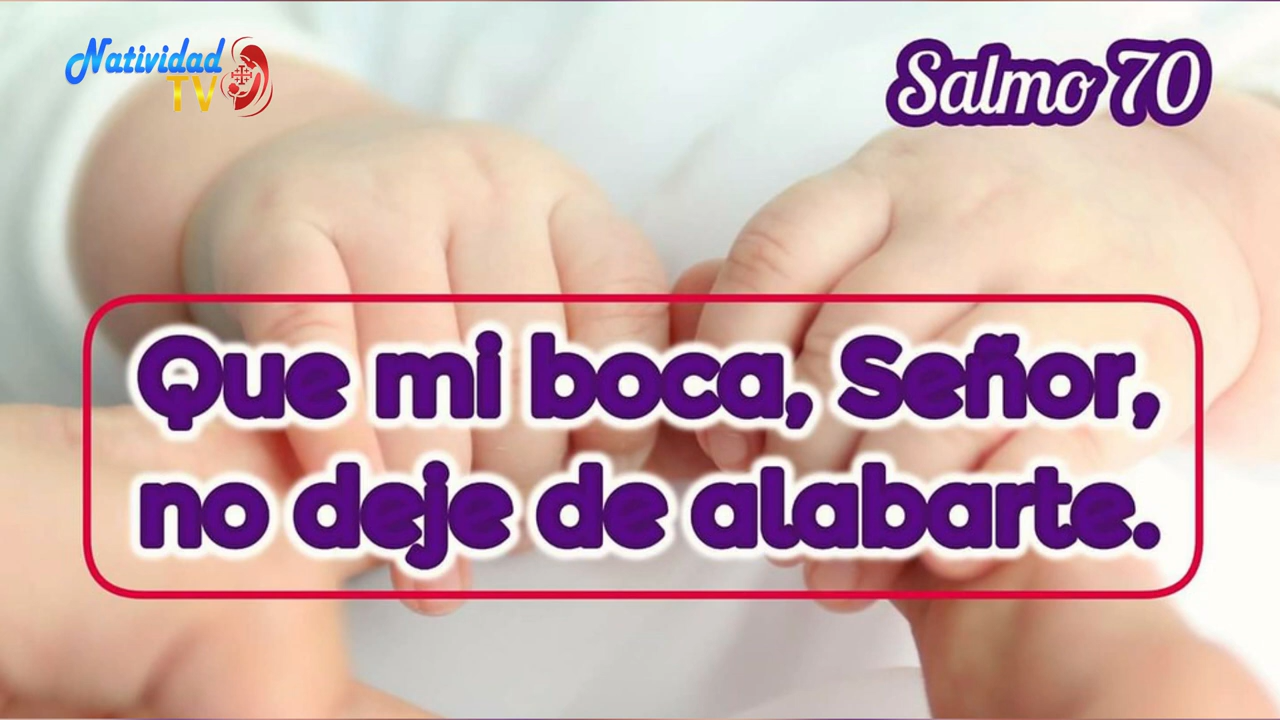 Natividad
TV
Salmo 70
Que mi boca, Señor,
no deje de alabarte.